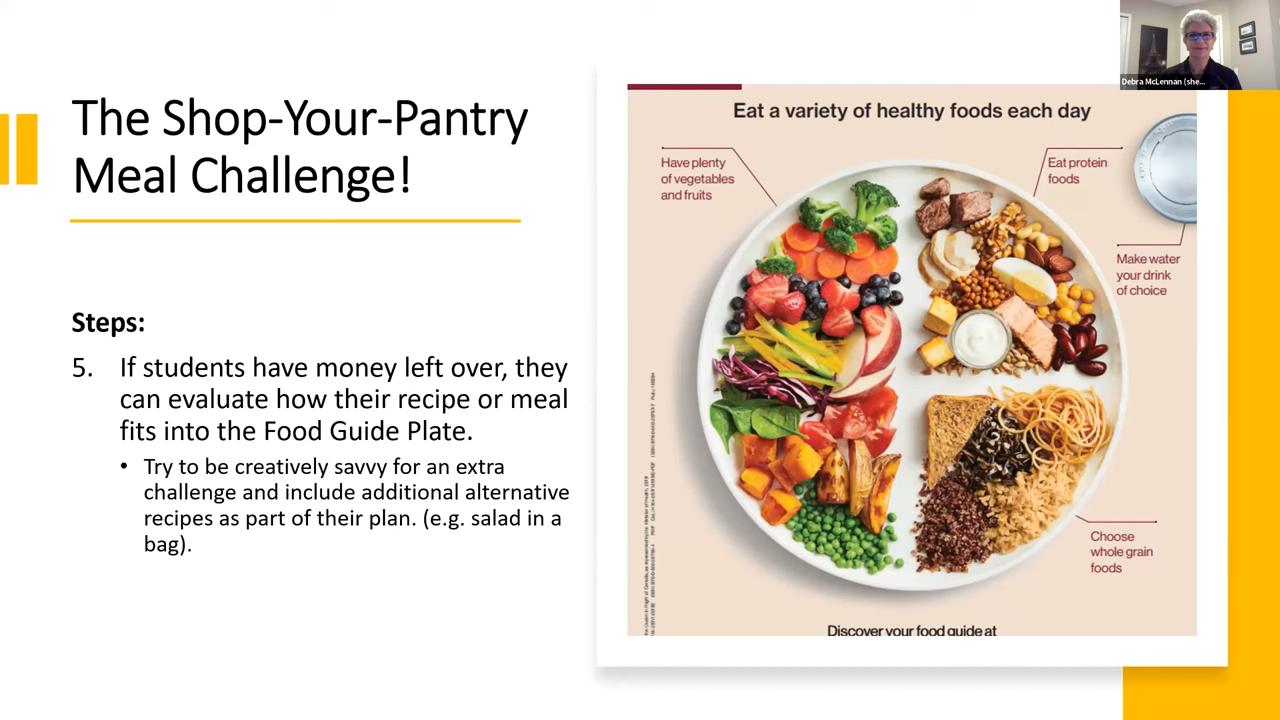 Debra McLennan (she...
The Shop-Your-Pantry
Meal Challenge!
Steps:
5. If students have money left over, they
can evaluate how their recipe or meal
fits into the Food Guide Plate.
• Try to be creatively savvy for an extra
challenge and include additional alternative
recipes as part of their plan. (e.g. salad in a
bag).
Eat a variety of healthy foods each day
Have plenty
of vegetables
and fruits
Eat protein
foods
Make water
your drink
of choice
Choose
whole grain
foods
Discover your food guide at